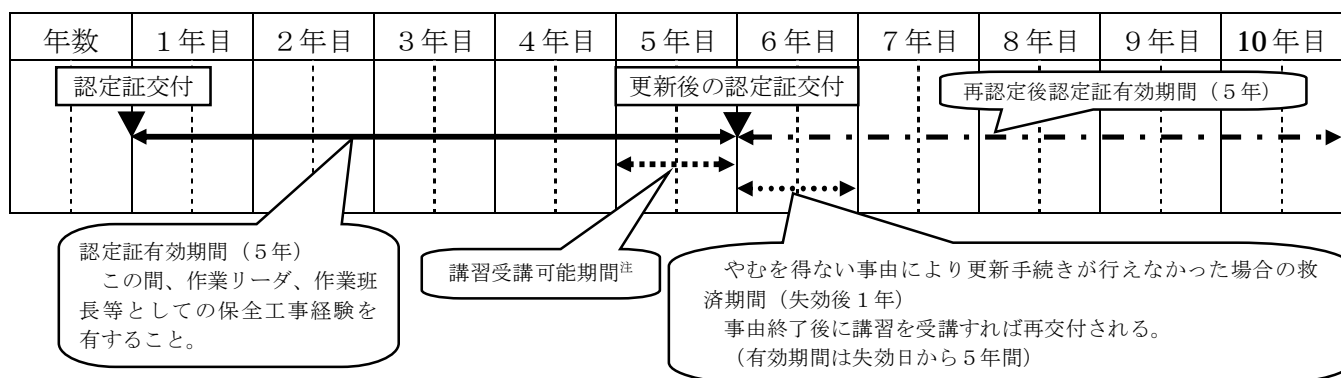 年数 1年目 2年目 3年目 4年目 5年目 6年目 7年目 8年目 9年目 10年目
認定証交付
更新後の認定証交付
再認定後認定証有効期間（5年）
認定証有効期間（5年）
この間、作業リーダ、作業班
長等としての保全工事経験を
有すること。
講習受講可能期間注
やむを得ない事由により更新手続きが行えなかった場合の救
済期間（失効後1年）
事由終了後に講習を受講すれば再交付される。
（有効期間は失効日から5年間）